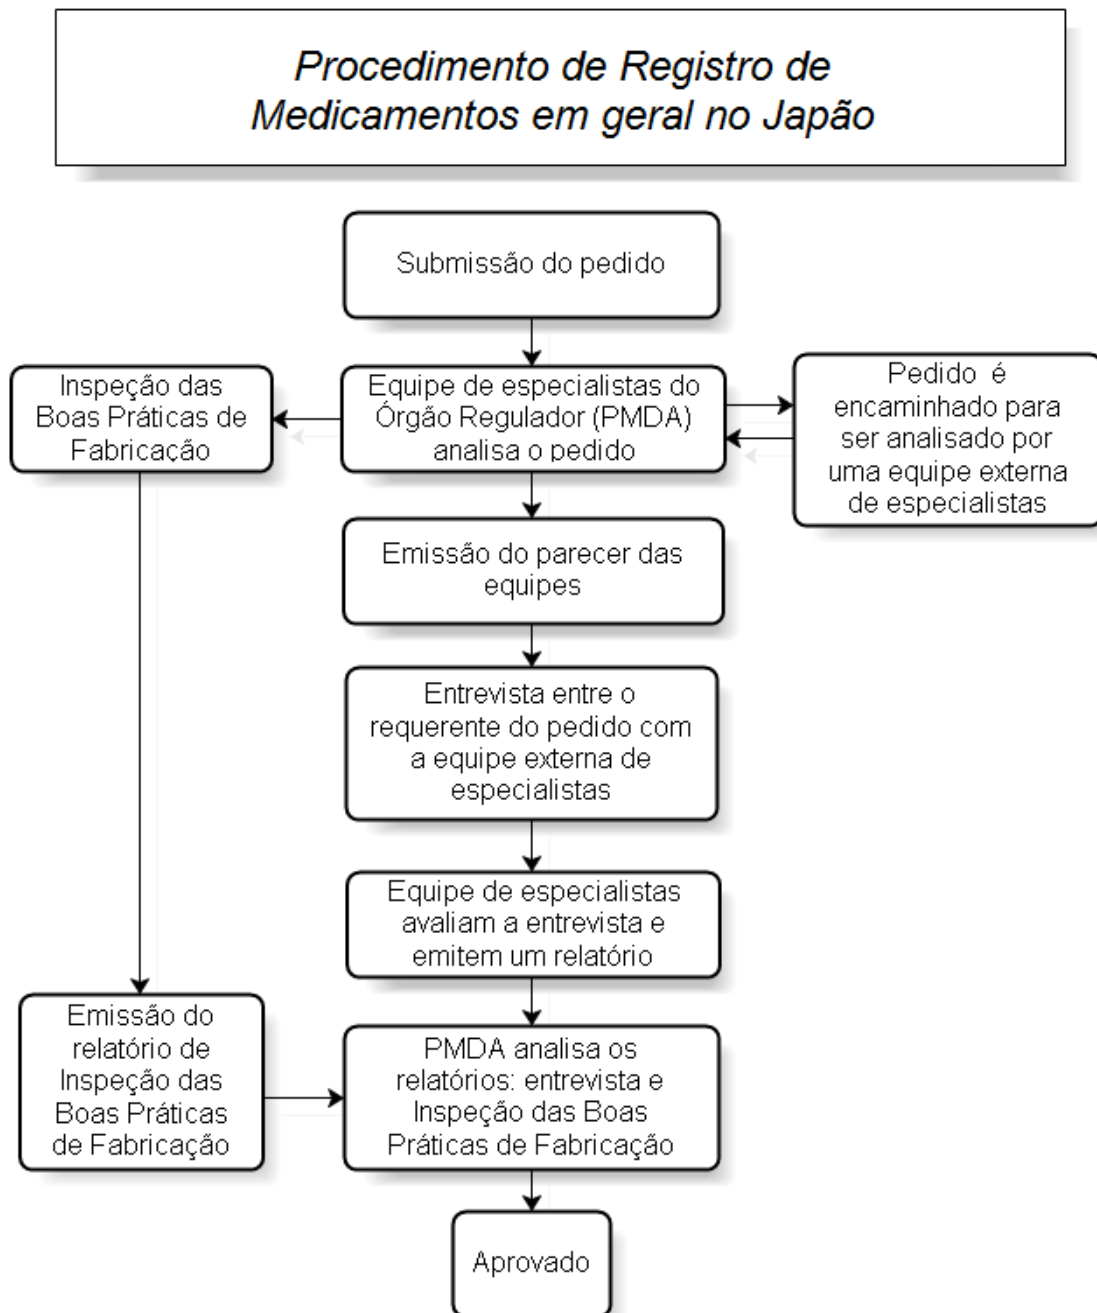 Procedimento de Registro de
Medicamentos em geral no Japão
Submissão do pedido
Inspeção das
Boas Práticas de
Fabricação
Equipe de especialistas do
Órgão Regulador (PMDA)
analisa o pedido
Pedido é
encaminhado para
ser analisado por
uma equipe externa
de especialistas
Emissão do parecer das
equipes
Entrevista entre o
requerente do pedido com
a equipe externa de
especialistas
Equipe de especialistas
avaliam a entrevista e
emitem um relatório
Emissão do
relatório de
Inspeção das
Boas Práticas
de Fabricação
PMDA analisa os
relatórios: entrevista e
Inspeção das Boas
Práticas de Fabricação
Aprovado